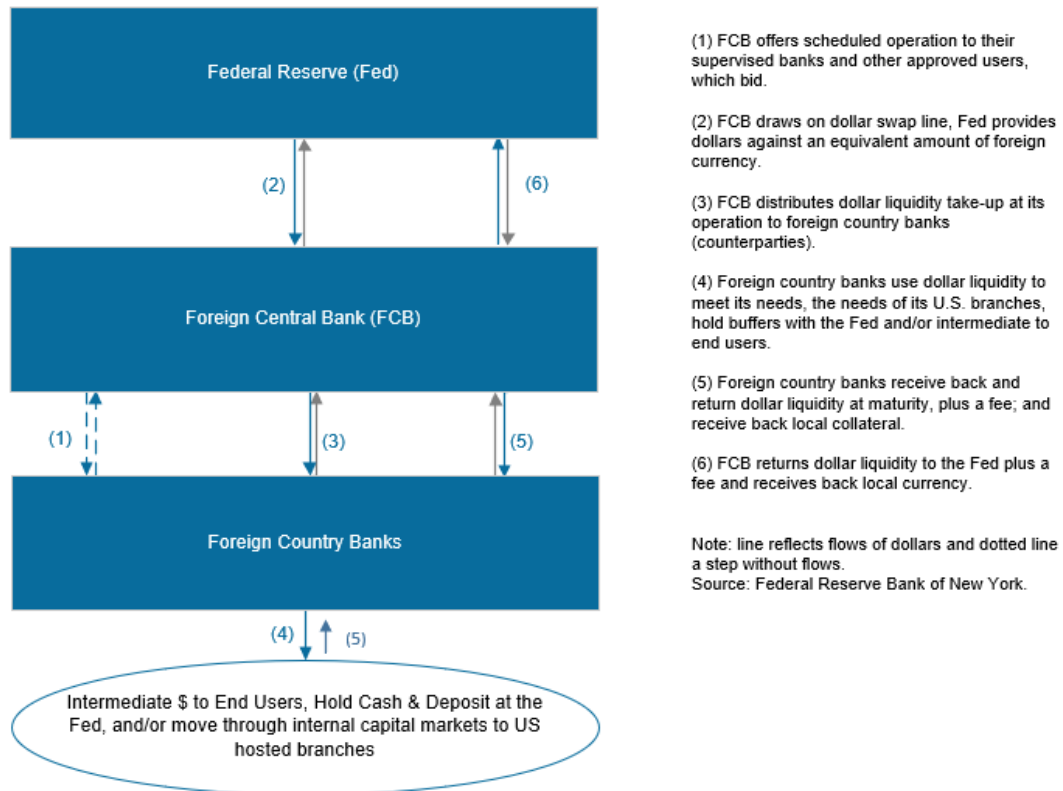 Federal Reserve (Fed)
(2)
(6)
Foreign Central Bank (FCB)
(1)
(3)
(5)
Foreign Country Banks
(4)
(5)
Intermediate $ to End Users, Hold Cash & Deposit at the
Fed, and/or move through internal capital markets to US
hosted branches
(1) FCB offers scheduled operation to their
supervised banks and other approved users,
which bid.
(2) FCB draws on dollar swap line, Fed provides
dollars against an equivalent amount of foreign
currency.
(3) FCB distributes dollar liquidity take-up at its
operation to foreign country banks
(counterparties).
(4) Foreign country banks use dollar liquidity to
meet its needs, the needs of its U.S. branches,
hold buffers with the Fed and/or intermediate to
end users.
(5) Foreign country banks receive back and
return dollar liquidity at maturity, plus a fee; and
receive back local collateral.
(6) FCB returns dollar liquidity to the Fed plus a
fee and receives back local currency.
Note: line reflects flows of dollars and dotted line
a step without flows.
Source: Federal Reserve Bank of New York.